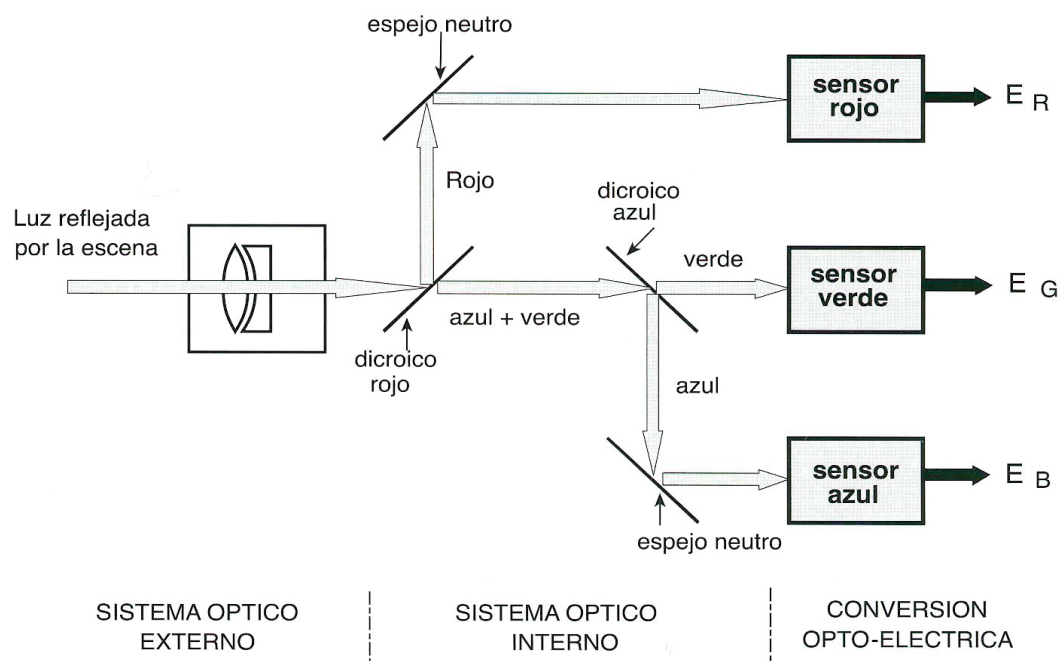 espejo neutro
sensor
rojo
E R
Rojo
dicroico
azul
Luz reflejada
por la escena
verde
sensor
verde
E G
azul + verde
dicroico
rojo
azul
sensor
azul
E B
espejo neutro
SISTEMA OPTICO
EXTERNO
SISTEMA OPTICO
INTERNO
CONVERSION
OPTO-ELECTRICA